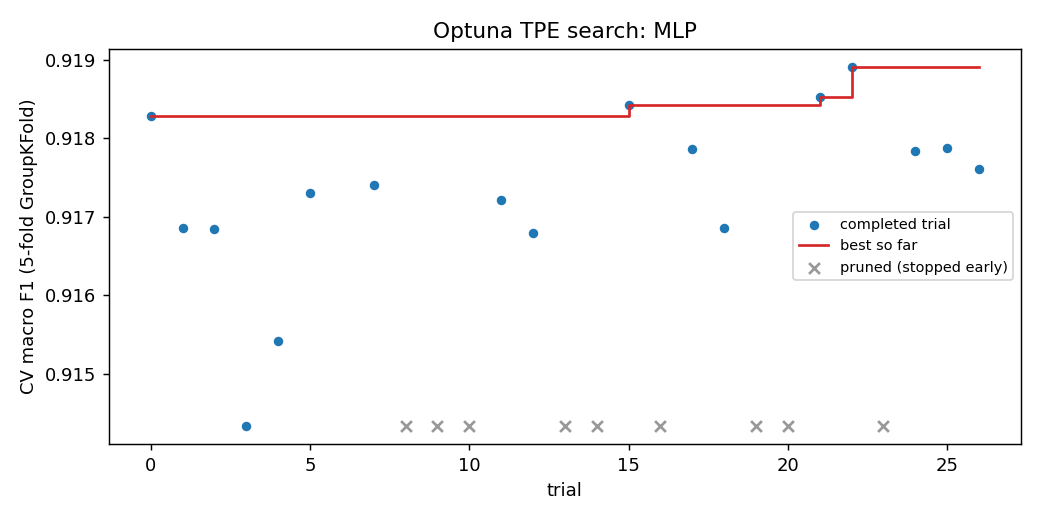 Optuna TPE search: MLP
CV macro F1 (5-fold GroupKFold)
0.919
0.918
0.917
0.916
0.915
completed trial
best so far
pruned (stopped early)
0 5 10 15 20 25
trial